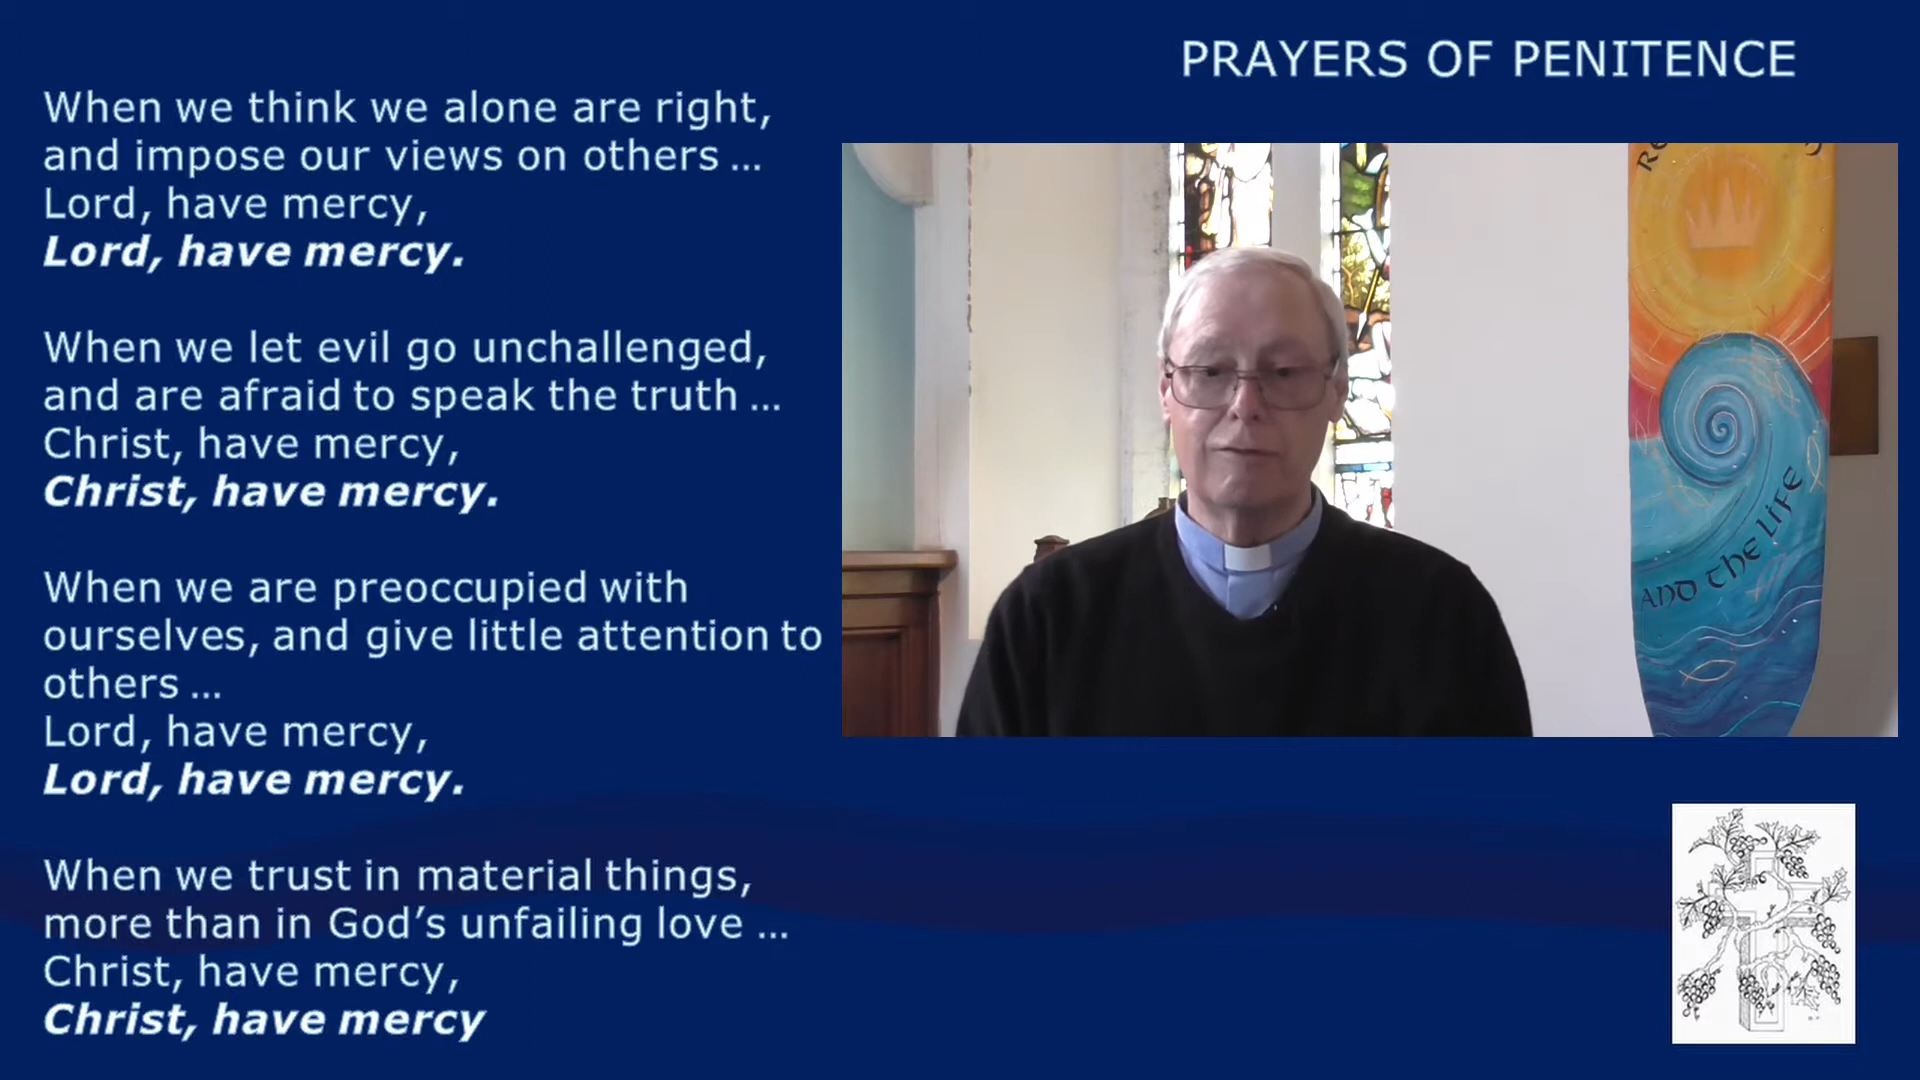 PRAYERS OF PENITENCE
When we think we alone are right,
and impose our views on others ...
Lord, have mercy,
Lord, have mercy.
When we let evil go unchallenged,
and are afraid to speak the truth ...
Christ, have mercy,
Christ, have mercy.
When we are preoccupied with
ourselves, and give little attention to
others ...
Lord, have mercy,
Lord, have mercy.
When we trust in material things,
more than in God’s unfailing love ...
Christ, have mercy,
Christ, have mercy
AND THE LIFE